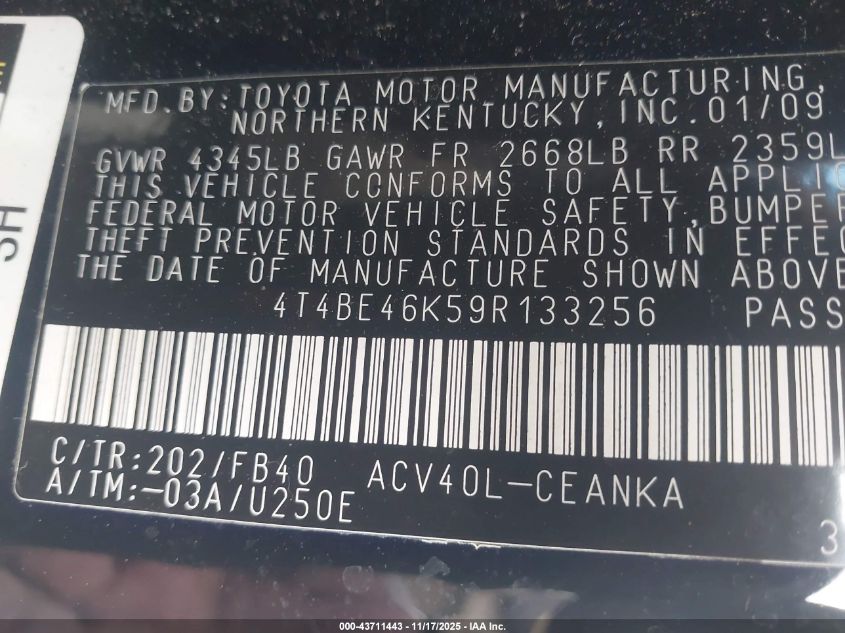 MFD.BY:TOYOTA MOTOR MANUFACTURING,
NORTHERN KENTUCKY, INC. 01/09
GVWR 4345LB GAWR FR 2668LB RR 2359L
THIS VEHICLE CONFORMS TO ALL APPLIC
FEDERAL MOTOR VEHICLE SAFETY, BUMPER
THEFT PREVENTION STANDARDS IN EFFEC
THE DATE OF MANUFACTURE SHOWN ABOVE
4T4BE46K59R133256 PASS
C/TR:202/FB40 ACV40L-CEANKA
A/TM:-03A/U250E
3
SH
000-43711443 - 11/17/2025 - IAA Inc.